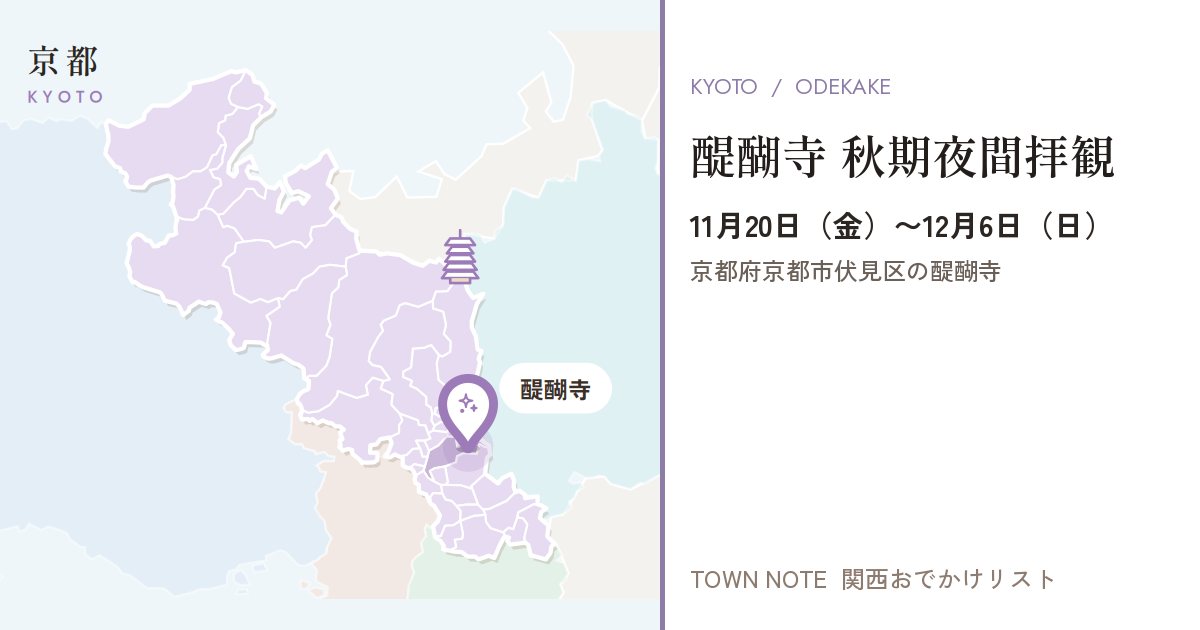 京都
KYOTO
醍醐寺
KYOTO / ODEKAKE
醍醐寺 秋期夜間拝観
11月20日（金）〜12月6日（日）
京都府京都市伏見区の醍醐寺
TOWN NOTE 関西おでかけリスト